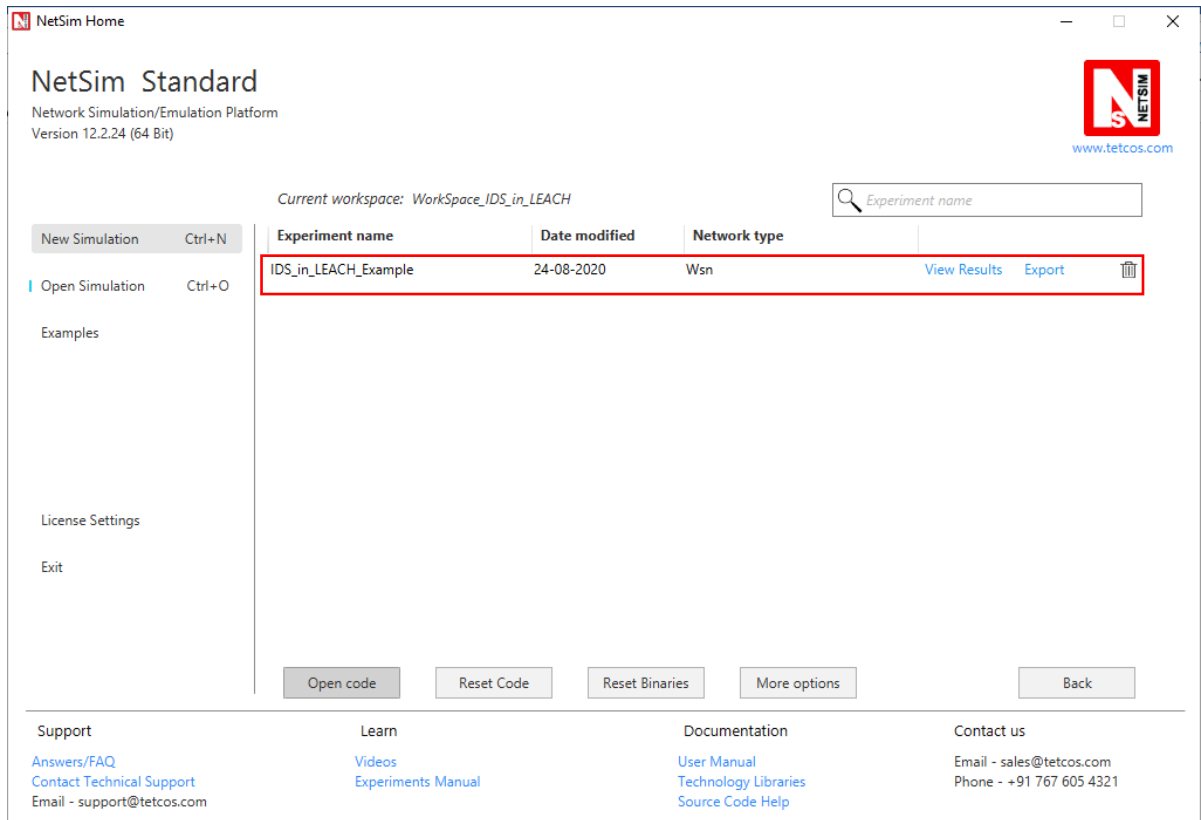 NetSim Home
NetSim Standard
Network Simulation/Emulation Platform
Version 12.2.24 (64 Bit)
NS NETSIM
www.tetcos.com
Current workspace: WorkSpace_IDS_in_LEACH
Experiment name
New Simulation Ctrl+N
Open Simulation Ctrl+O
Examples
License Settings
Exit
Experiment name Date modified Network type
IDS_in_LEACH_Example 24-08-2020 Wsn View Results Export
Open code Reset Code Reset Binaries More options Back
Support
Answers/FAQ
Contact Technical Support
Email - support@tetcos.com
Learn
Videos
Experiments Manual
Documentation
User Manual
Technology Libraries
Source Code Help
Contact us
Email - sales@tetcos.com
Phone - +91 767 605 4321